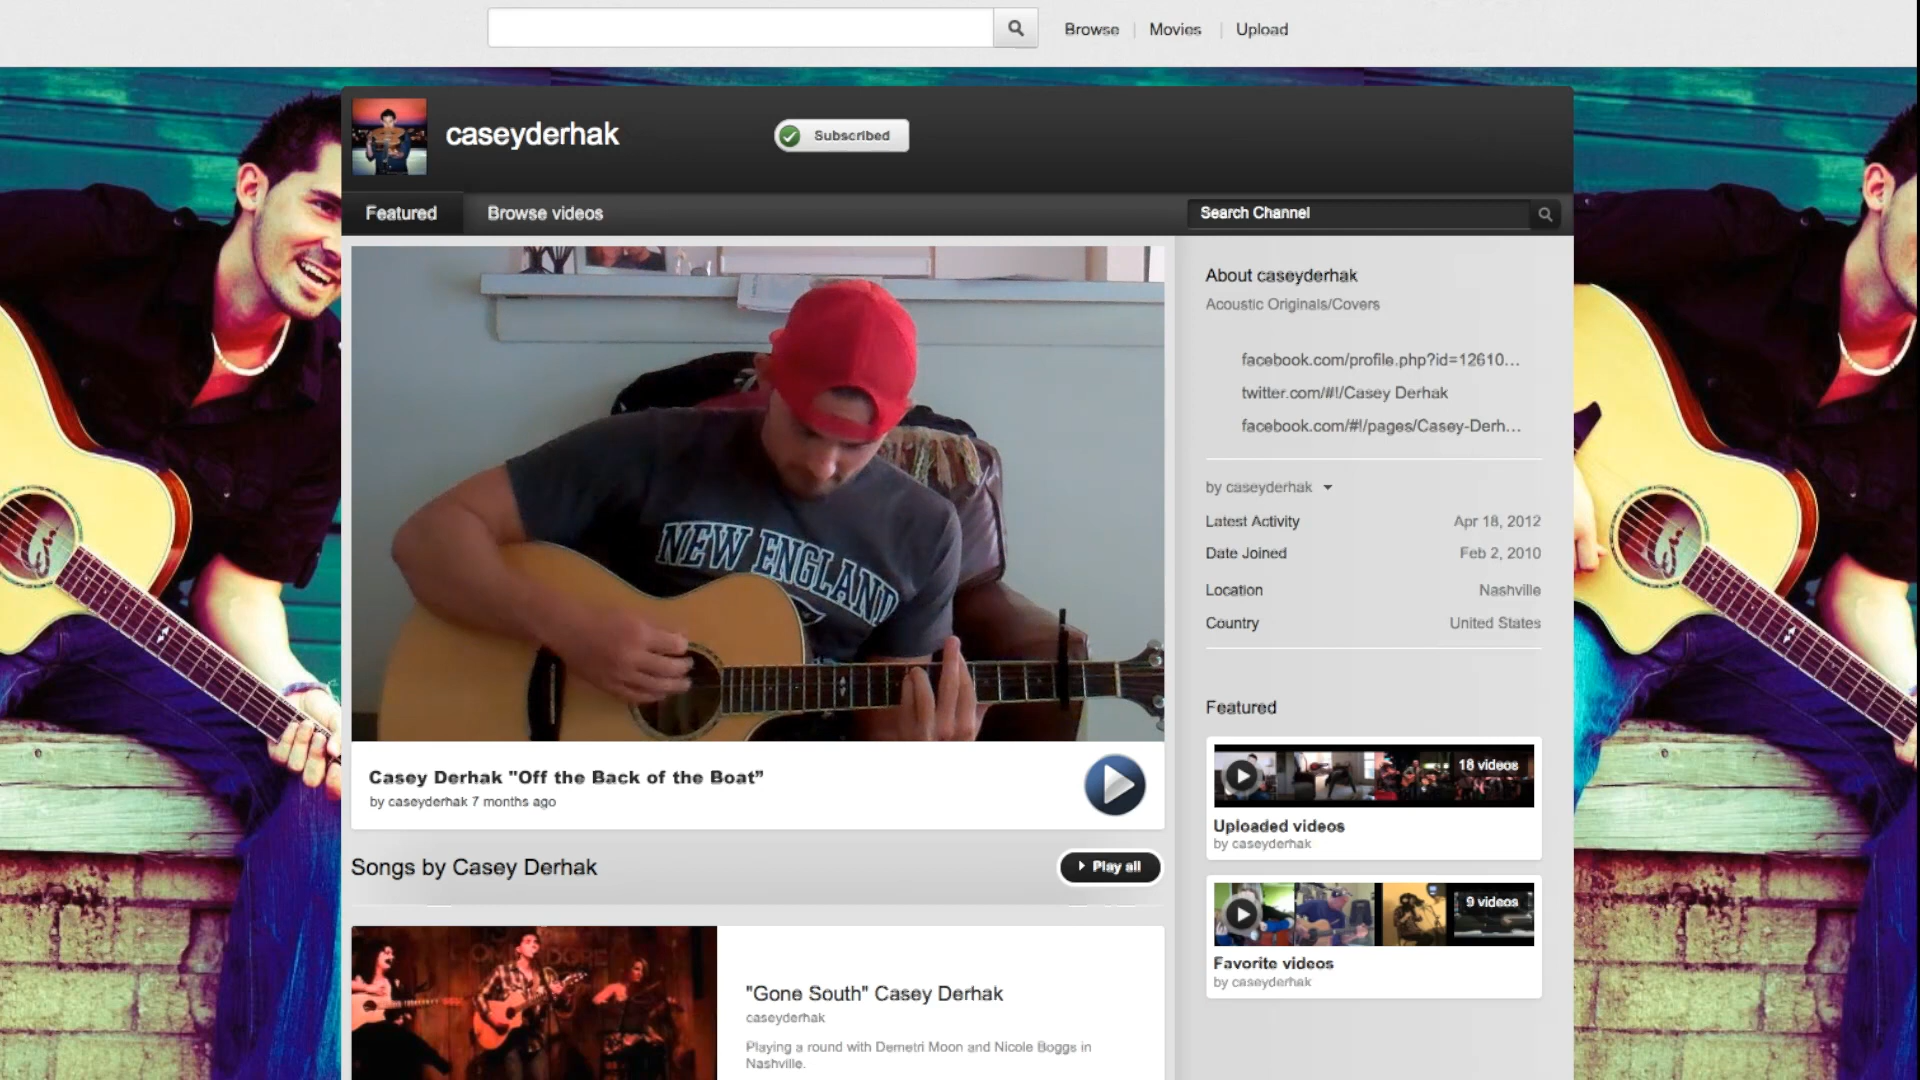 Browse
Movies
Upload
caseyderhak
Subscribed
Featured
Browse videos
Search Channel
NEW ENGLAND
Casey Derhak "Off the Back of the Boat”
by caseyderhak 7 months ago
Songs by Casey Derhak
Play all
"Gone South" Casey Derhak
caseyderhak
Playing a round with Demetri Moon and Nicole Boggs in
Nashville.
About caseyderhak
Acoustic Originals/Covers
facebook.com/profile.php?id=12610...
twitter.com/#!/Casey Derhak
facebook.com/#!/pages/Casey-Derh...
by caseyderhak
Latest Activity Apr 18, 2012
Date Joined Feb 2, 2010
Location Nashville
Country United States
Featured
18 videos
Uploaded videos
by caseyderhak
9 videos
Favorite videos
by caseyderhak